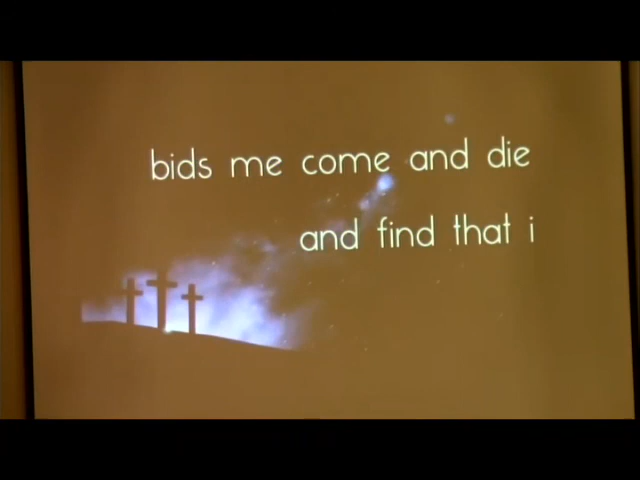 bids me come and die
and find that i